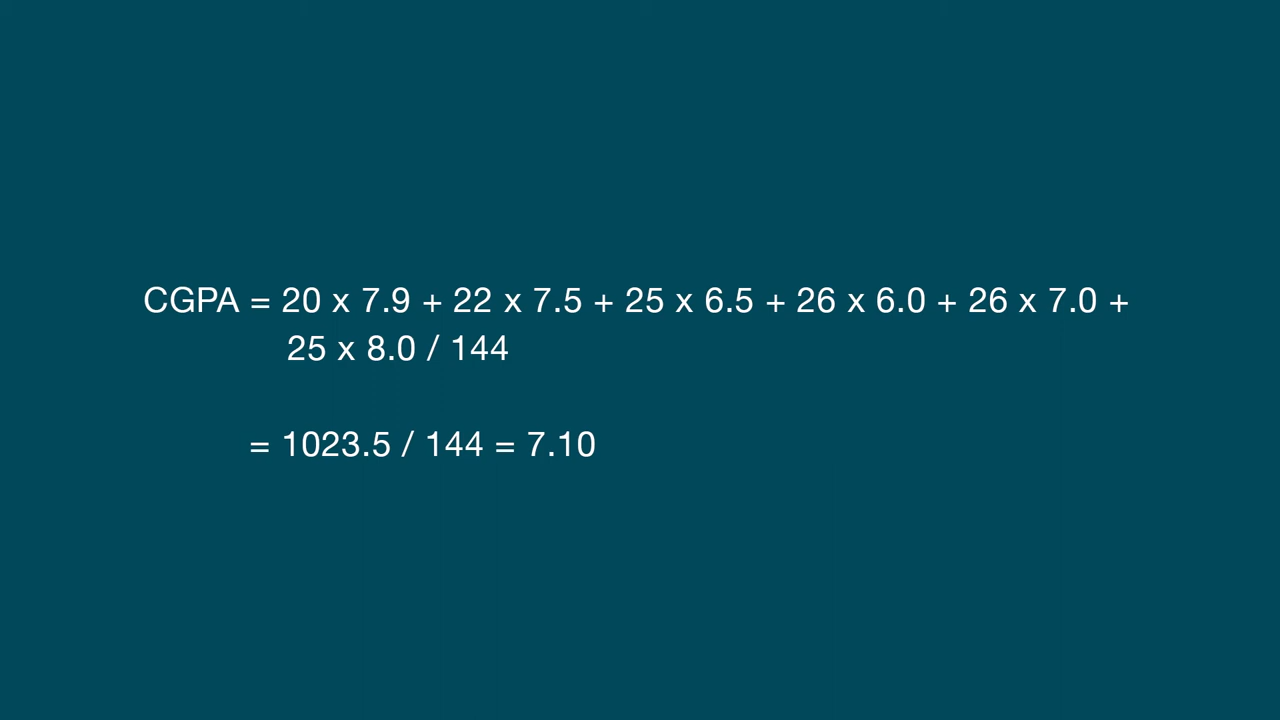 CGPA = 20 x 7.9 + 22 x 7.5 + 25 x 6.5 + 26 x 6.0 + 26 x 7.0 +
25 x 8.0 / 144
= 1023.5 / 144 = 7.10